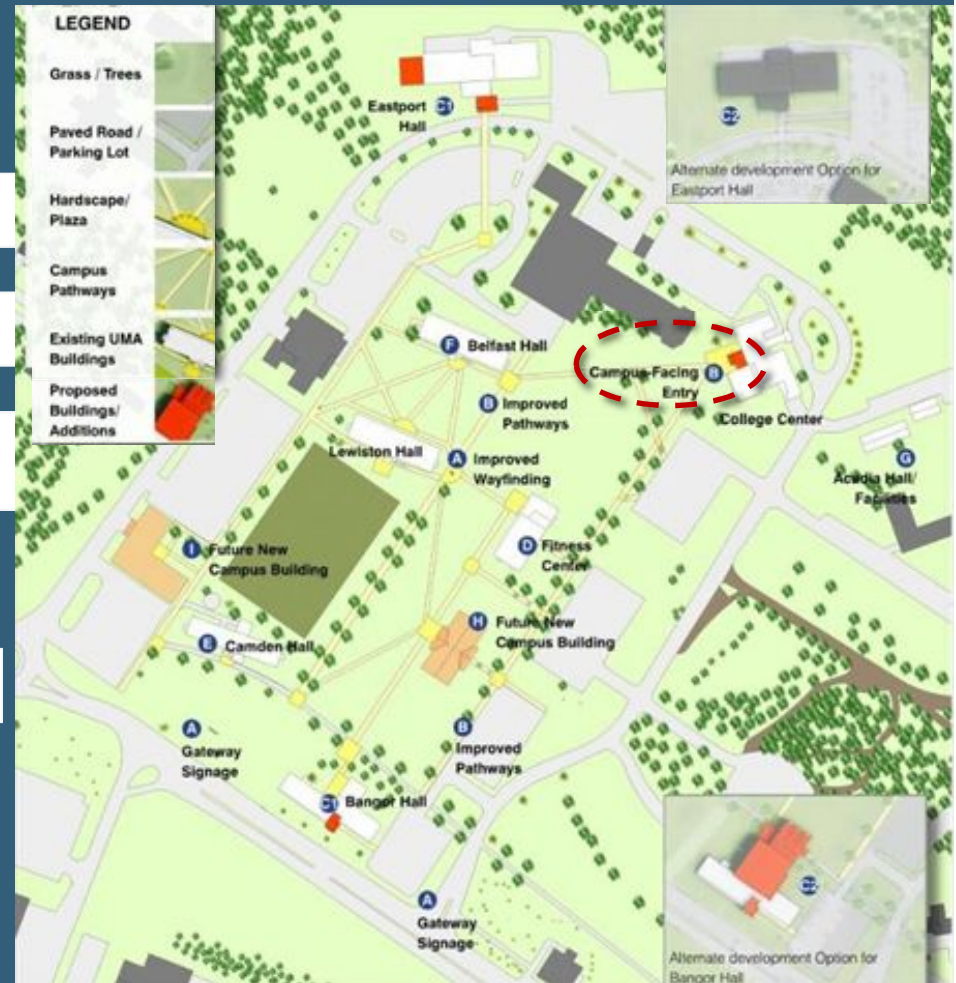 LEGEND
Grass / Trees
Paved Road /
Parking Lot
Hardscape/
Plaza
Campus
Pathways
Existing UMA
Buildings
Proposed
Buildings/
Additions
Eastport
Hall
C1
C2
Alternate development Option for
Eastport Hall
F Belfast Hall
Campus-Facing
Entry
B
College Center
B Improved
Pathways
Lewiston Hall
A Improved
Wayfinding
G
Acadia Hall/
Facilities
D Fitness
Center
I Future New
Campus Building
H Future New
Campus Building
E Camden Hall
A
Gateway
Signage
B
Improved
Pathways
C1 Bangor Hall
A
Gateway
Signage
C2
Alternate development Option for
Bangor Hall